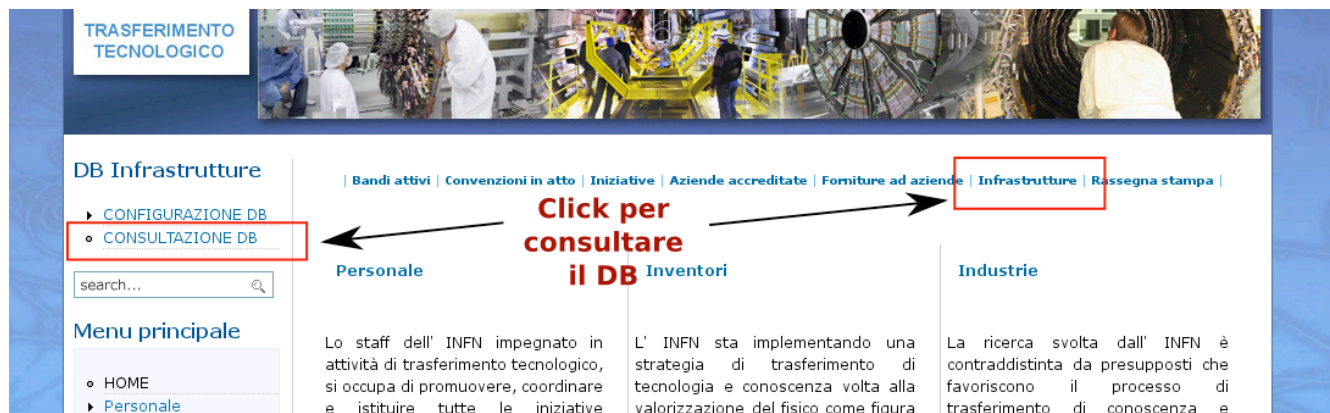 TRASFERIMENTO
TECNOLOGICO
DB Infrastrutture
CONFIGURAZIONE DB
CONSULTAZIONE DB
search...
Menu principale
HOME
Personale
| Bandi attivi | Convenzioni in atto | Iniziative | Aziende accreditate | Forniture ad aziende | Infrastrutture | Rassegna stampa |
Click per
consultare
il DB
Personale
Lo staff dell' INFN impegnato in
attività di trasferimento tecnologico,
si occupa di promuovere, coordinare
e istituire tutte le iniziative
Inventori
L' INFN sta implementando una
strategia di trasferimento di
tecnologia e conoscenza volta alla
valorizzazione del fisico come figura
Industrie
La ricerca svolta dall' INFN è
contraddistinta da presupposti che
favoriscono il processo di
trasferimento di conoscenza e